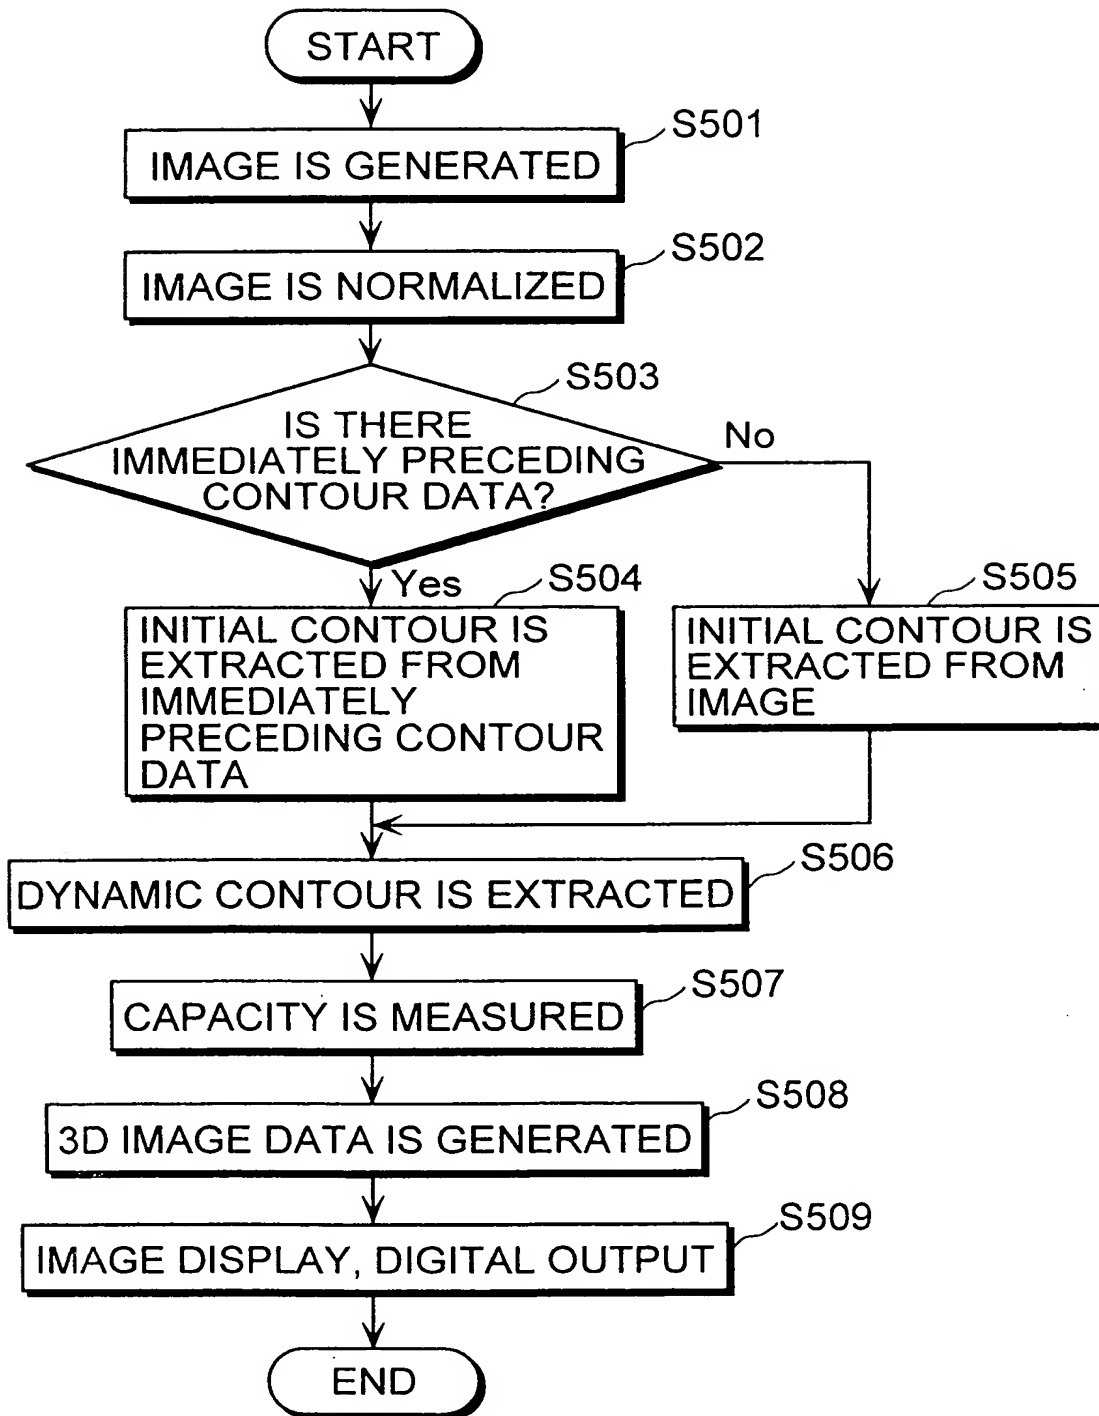 START
S501
IMAGE IS GENERATED
S502
IMAGE IS NORMALIZED
S503
IS THERE
IMMEDIATELY PRECEDING
CONTOUR DATA?
No
Yes
S504
INITIAL CONTOUR IS
EXTRACTED FROM
IMMEDIATELY
PRECEDING CONTOUR
DATA
S505
INITIAL CONTOUR IS
EXTRACTED FROM
IMAGE
S506
DYNAMIC CONTOUR IS EXTRACTED
S507
CAPACITY IS MEASURED
S508
3D IMAGE DATA IS GENERATED
S509
IMAGE DISPLAY, DIGITAL OUTPUT
END